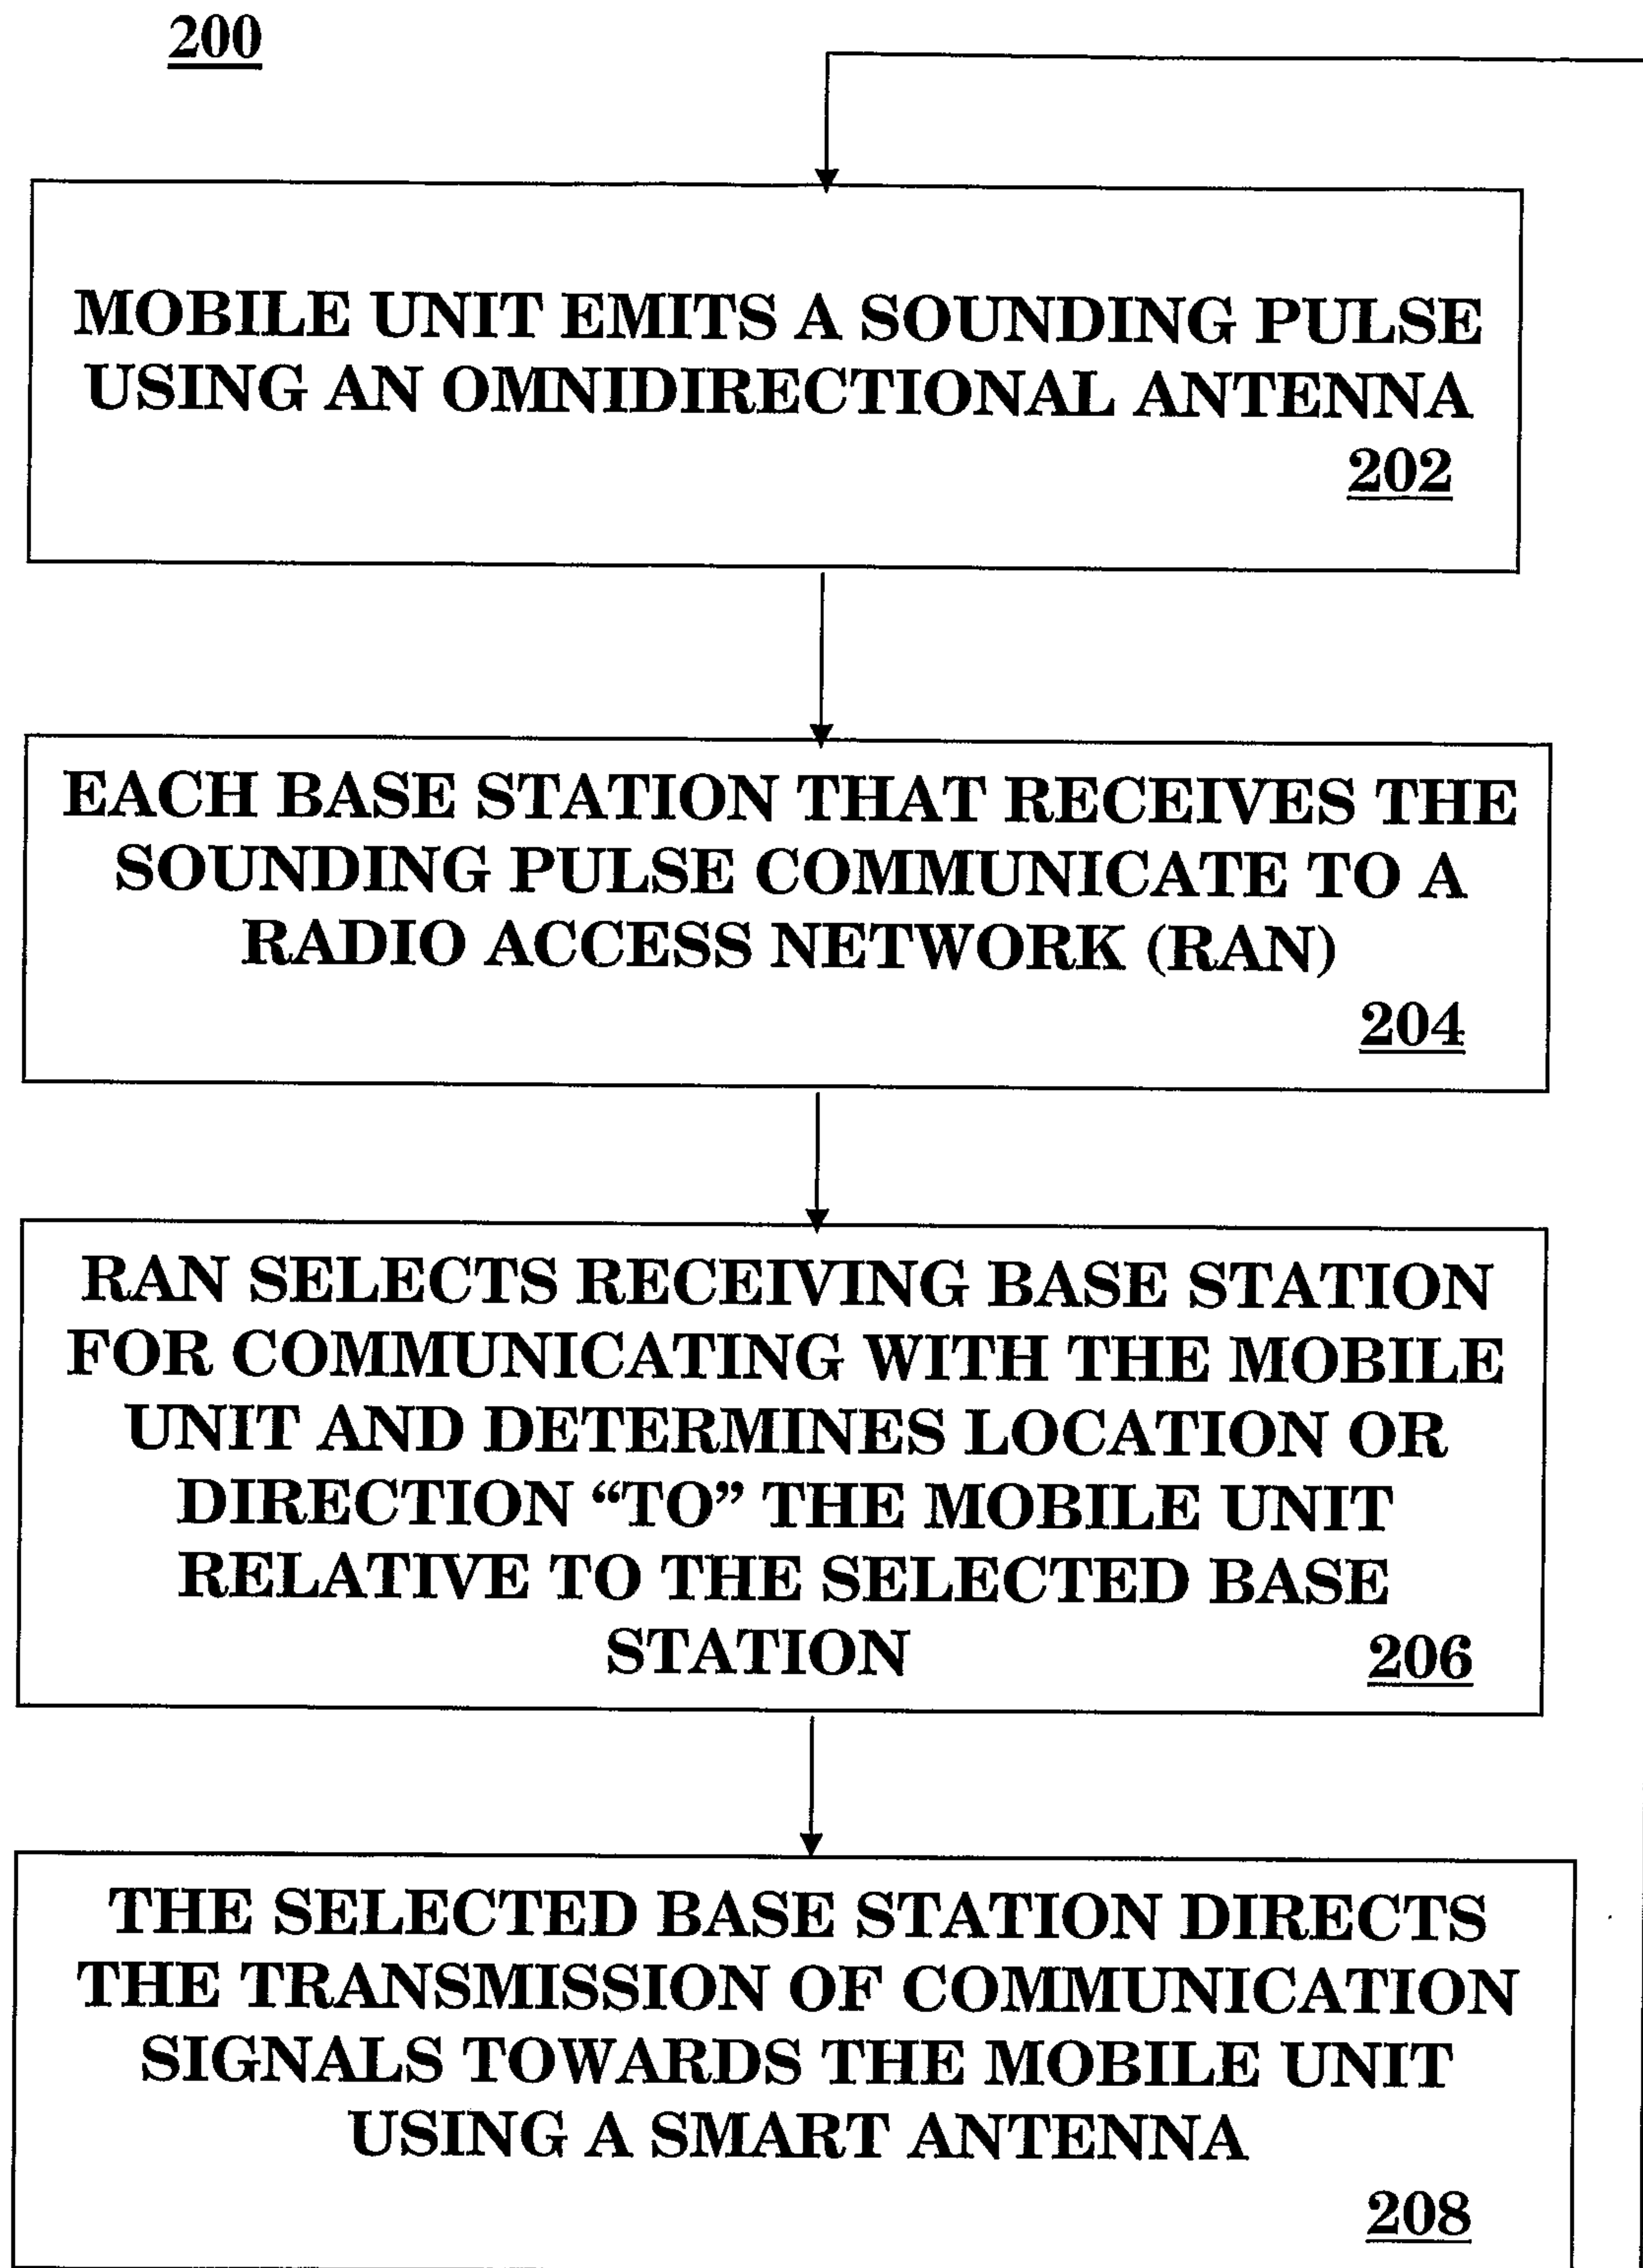 200
MOBILE UNIT EMITS A SOUNDING PULSE
USING AN OMNIDIRECTIONAL ANTENNA
202
EACH BASE STATION THAT RECEIVES THE
SOUNDING PULSE COMMUNICATE TO A
RADIO ACCESS NETWORK (RAN)
204
RAN SELECTS RECEIVING BASE STATION
FOR COMMUNICATING WITH THE MOBILE
UNIT AND DETERMINES LOCATION OR
DIRECTION “TO” THE MOBILE UNIT
RELATIVE TO THE SELECTED BASE
STATION 206
THE SELECTED BASE STATION DIRECTS
THE TRANSMISSION OF COMMUNICATION
SIGNALS TOWARDS THE MOBILE UNIT
USING A SMART ANTENNA
208